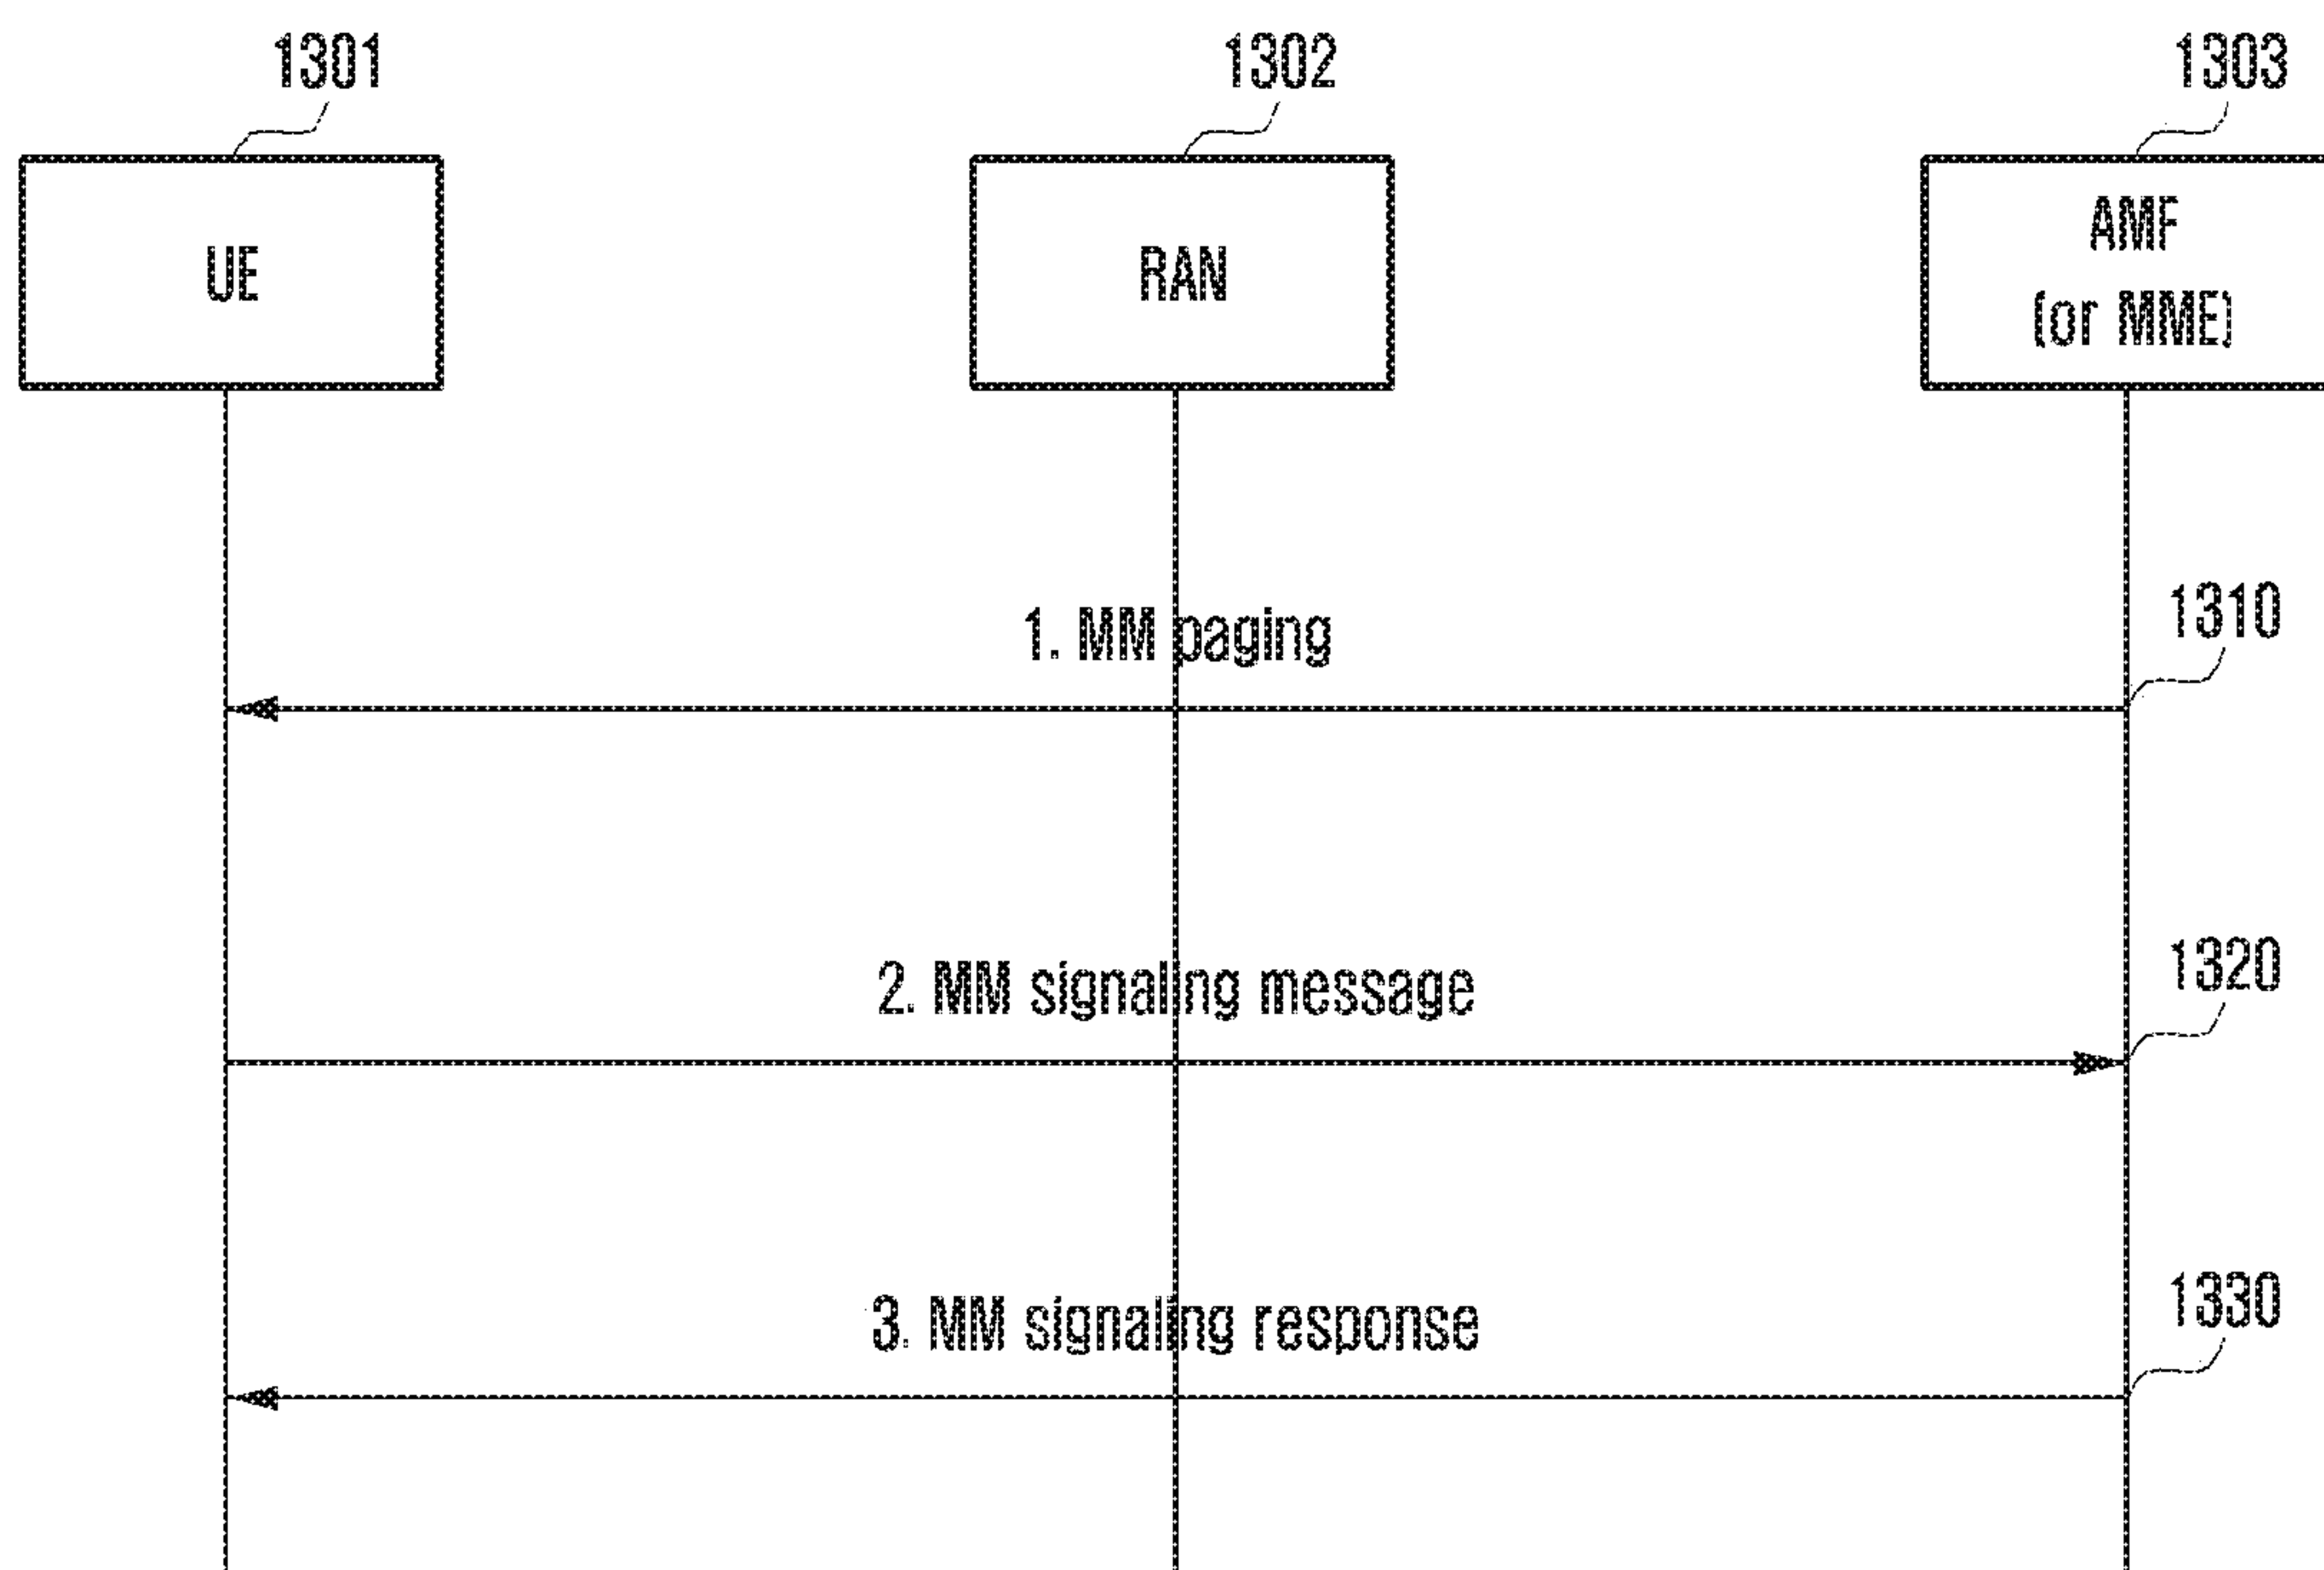 1301
1302
1303
UE
RAN
AMF
(or MME)
1. MM paging
1310
2. MM signaling message
1320
3. MM signaling response
1330